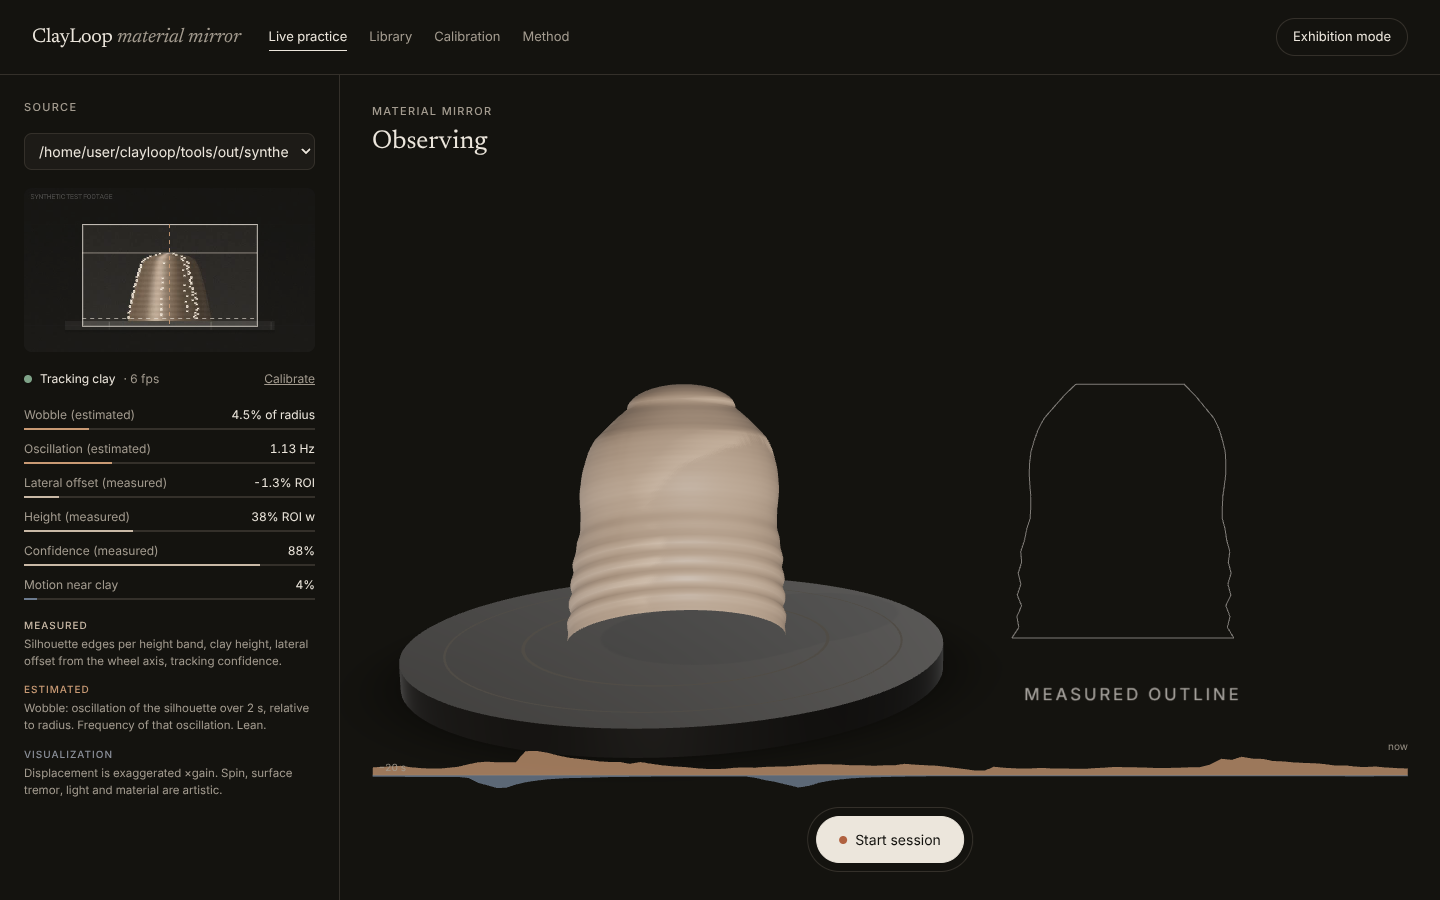 ClayLoop material mirror
Live practice
Library
Calibration
Method
Exhibition mode
SOURCE
/home/user/clayloop/tools/out/synthe
SYNTHETIC TEST FOOTAGE
Tracking clay · 6 fps
Calibrate
Wobble (estimated) 4.5% of radius
Oscillation (estimated) 1.13 Hz
Lateral offset (measured) -1.3% ROI
Height (measured) 38% ROI w
Confidence (measured) 88%
Motion near clay 4%
MEASURED
Silhouette edges per height band, clay height, lateral
offset from the wheel axis, tracking confidence.
ESTIMATED
Wobble: oscillation of the silhouette over 2 s, relative
to radius. Frequency of that oscillation. Lean.
VISUALIZATION
Displacement is exaggerated ×gain. Spin, surface
tremor, light and material are artistic.
MATERIAL MIRROR
Observing
MEASURED OUTLINE
now
−20 s
Start session